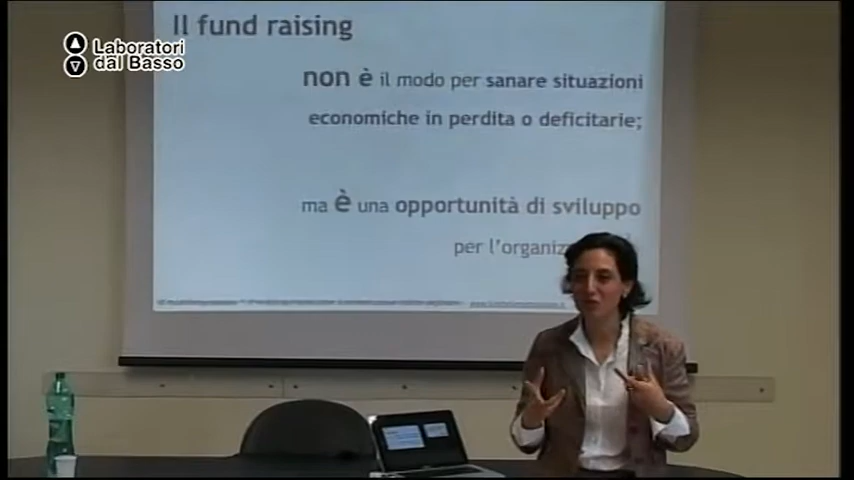 Il fund raising
Laboratori
dal Basso
non è il modo per sanare situazioni
economiche in perdita o deficitarie;
ma è una opportunità di sviluppo
per l'organizz